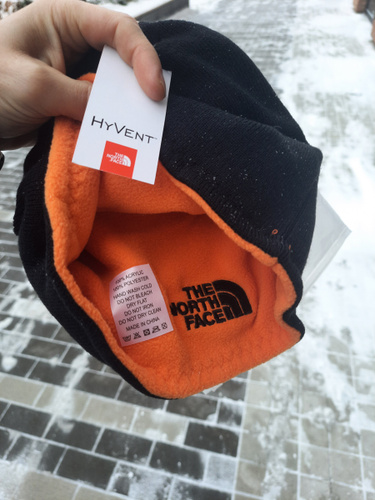 HYVENT
THE
NORTH
FACE
100% ACRYLIC
100% POLYESTER
HAND WASH COLD
DO NOT BLEACH
DRY FLAT
DO NOT IRON
DO NOT DRY CLEAN
MADE IN CHINA
THE
NORTH
FACE